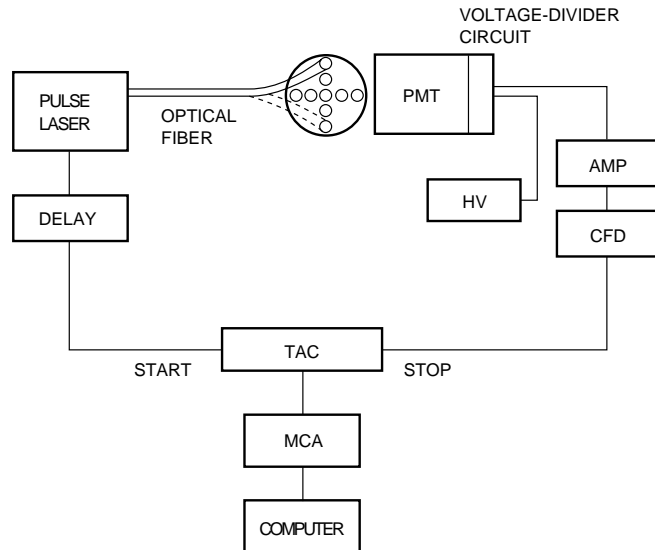 VOLTAGE-DIVIDER
CIRCUIT
PULSE
LASER
OPTICAL
FIBER
PMT
AMP
HV
DELAY
CFD
START
TAC
STOP
MCA
COMPUTER